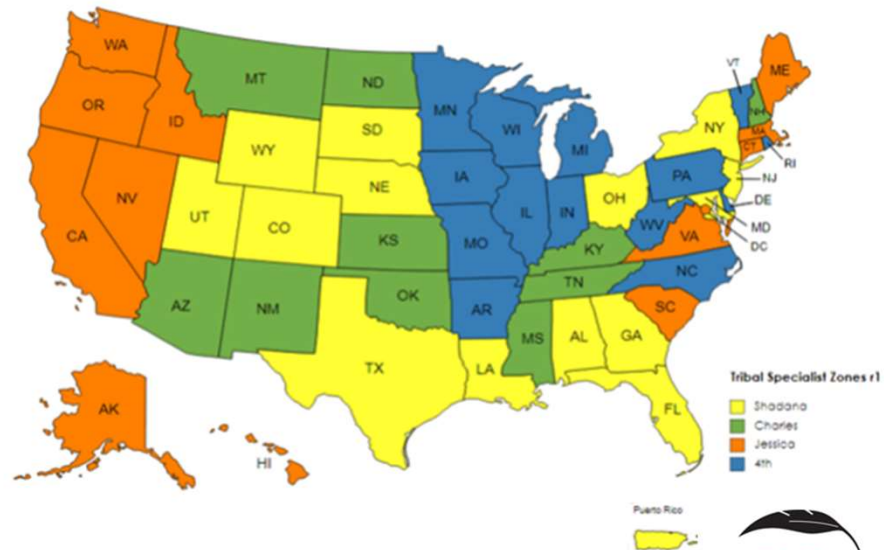 WA
MT
ND
MN
VT
ME
OR
ID
SD
WI
MI
NY
NH
MA
CT
RI
WY
NE
IA
PA
NJ
NV
UT
CO
IL
IN
OH
DE
CA
KS
MO
WV
VA
MD
DC
KY
AZ
NM
OK
AR
TN
NC
SC
TX
LA
MS
AL
GA
FL
AK
HI
Tribal Specialist Zones r1
Shadana
Charles
Jessica
4th
Puerto Rico